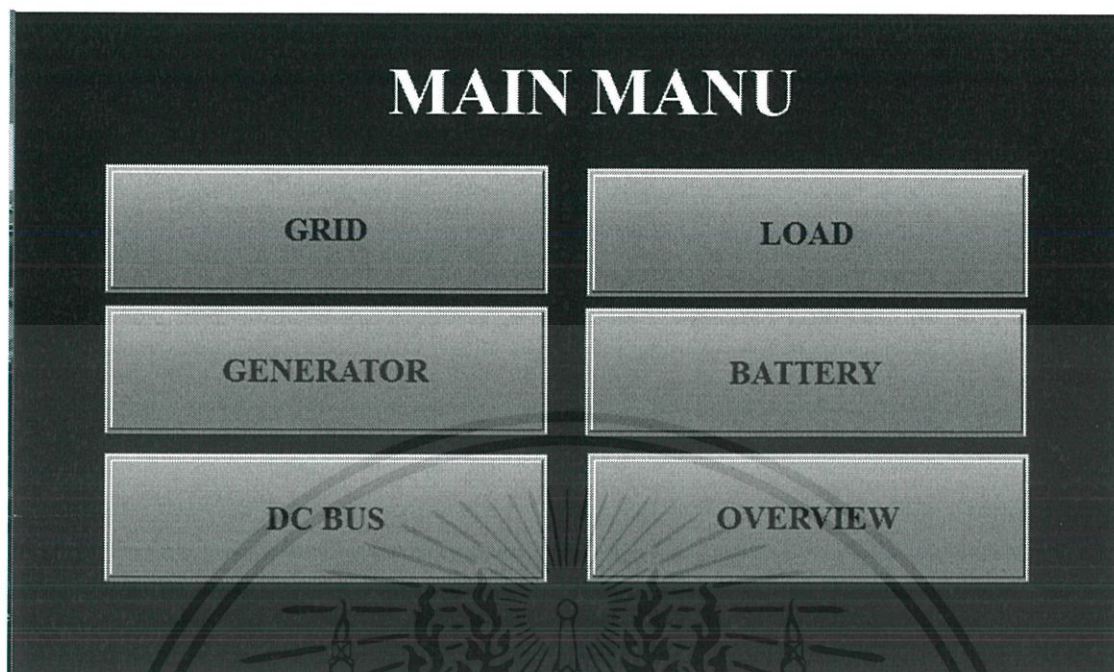 MAIN MANU
GRID
LOAD
GENERATOR
BATTERY
DC BUS
OVERVIEW